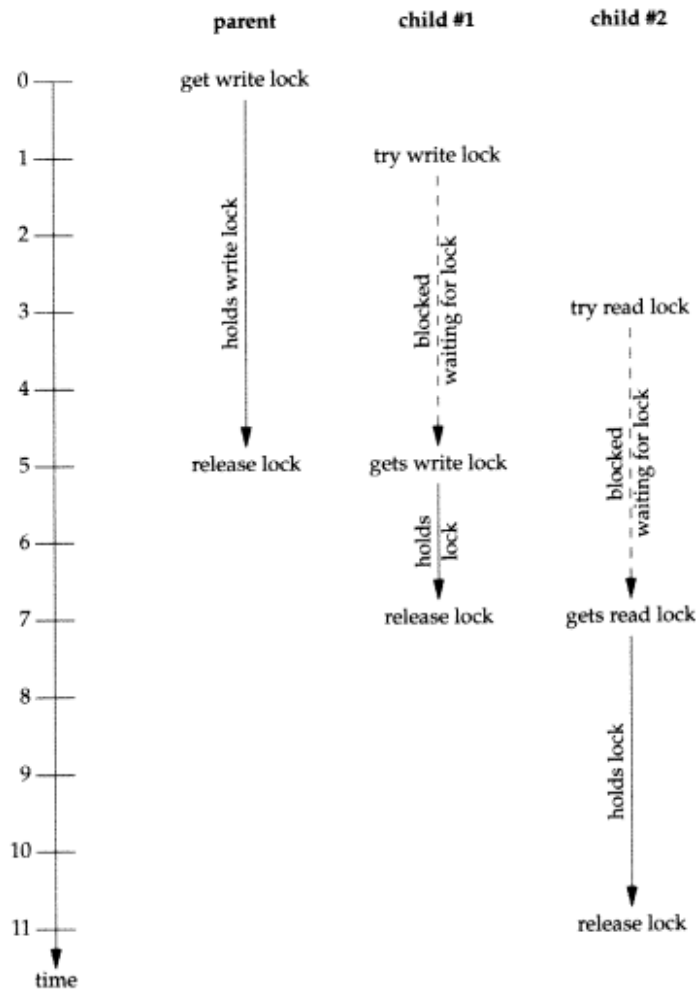 parent child #1 child #2
0 get write lock
1 try write lock
2
holds write lock
blocked
waiting for lock
3 try read lock
4
5 release lock gets write lock
blocked
waiting for lock
6
holds
lock
7 release lock gets read lock
8
9
holds lock
10
11 release lock
time